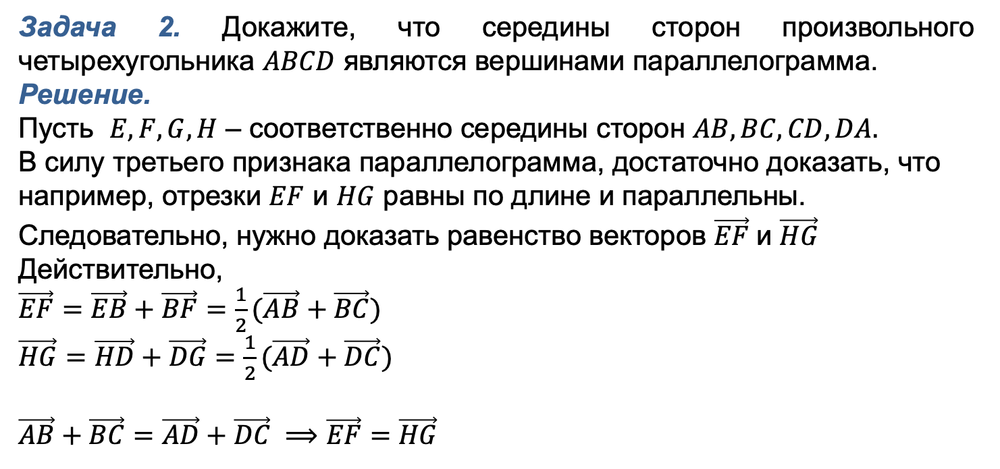 Задача 2. Докажите, что середины сторон произвольного
четырехугольника ABCD являются вершинами параллелограмма.
Решение.
Пусть E, F, G, H – соответственно середины сторон AB, BC, CD, DA.
В силу третьего признака параллелограмма, достаточно доказать, что
например, отрезки EF и HG равны по длине и параллельны.
Следовательно, нужно доказать равенство векторов \overrightarrow{EF} и \overrightarrow{HG}
Действительно,
\overrightarrow{EF} = \overrightarrow{EB} + \overrightarrow{BF} = \frac{1}{2}(\overrightarrow{AB} + \overrightarrow{BC})
\overrightarrow{HG} = \overrightarrow{HD} + \overrightarrow{DG} = \frac{1}{2}(\overrightarrow{AD} + \overrightarrow{DC})
\overrightarrow{AB} + \overrightarrow{BC} = \overrightarrow{AD} + \overrightarrow{DC} ⟹ \overrightarrow{EF} = \overrightarrow{HG}